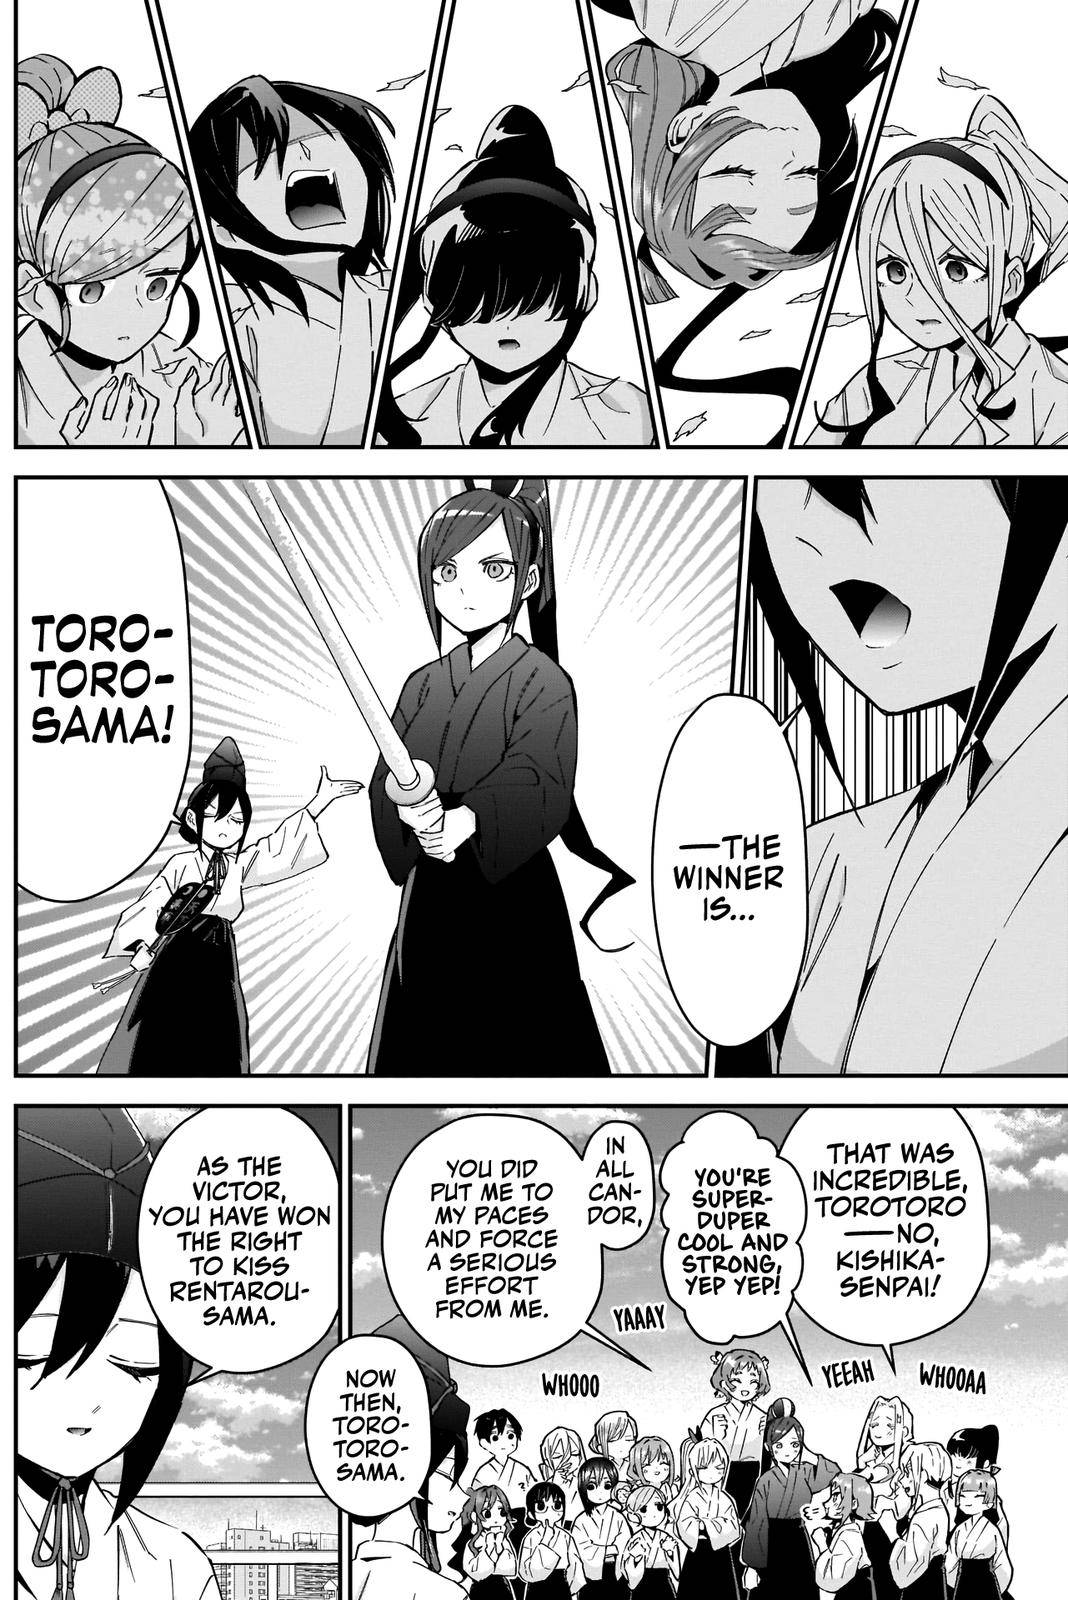 —THE
WINNER
IS...
TORO-
TORO-
SAMA!
THAT WAS
INCREDIBLE,
TOROTORO
—NO,
KISHIKA-
SENPAI!
YOU'RE
SUPER-
DUPER
COOL AND
STRONG,
YEP YEP!
IN
ALL
CAN-
DOR,
YOU DID
PUT ME TO
MY PACES
AND FORCE
A SERIOUS
EFFORT
FROM ME.
WHOOAA
YEEAH
YAAAY
WHOOO
AS THE
VICTOR,
YOU HAVE WON
THE RIGHT
TO KISS
RENTAROU-
SAMA.
NOW
THEN,
TORO-
TORO-
SAMA.